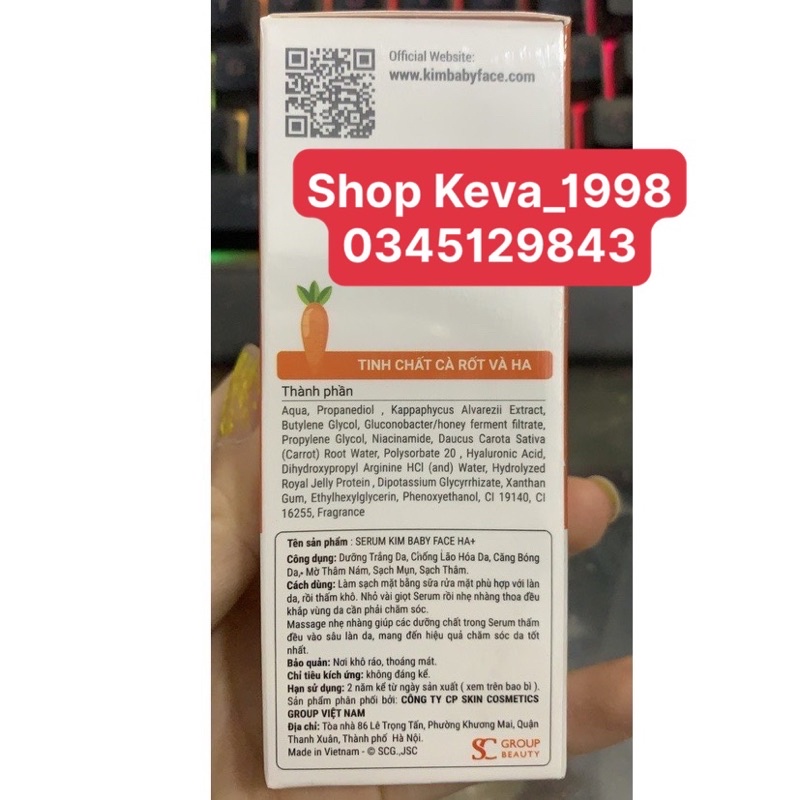 Official Website:
www.kimbabyface.com
Shop Keva_1998
0345129843
TINH CHẤT CÀ RỐT VÀ HA
Thành phần
Aqua, Propanediol , Kappaphycus Alvarezii Extract,
Butylene Glycol, Gluconobacter/honey ferment filtrate,
Propylene Glycol, Niacinamide, Daucus Carota Sativa
(Carrot) Root Water, Polysorbate 20 , Hyaluronic Acid,
Dihydroxypropyl Arginine HCl (and) Water, Hydrolyzed
Royal Jelly Protein , Dipotassium Glycyrrhizate, Xanthan
Gum, Ethylhexylglycerin, Phenoxyethanol, CI 19140, CI
16255, Fragrance
Tên sản phẩm : SERUM KIM BABY FACE HA+
Công dụng: Dưỡng Trắng Da, Chống Lão Hóa Da, Căng Bóng
Da,• Mờ Thâm Nám, Sạch Mụn, Sạch Thâm.
Cách dùng: Làm sạch mặt bằng sữa rửa mặt phù hợp với làn
da, rồi thấm khô. Nhỏ vài giọt Serum rồi nhẹ nhàng thoa đều
khắp vùng da cần phải chăm sóc.
Massage nhẹ nhàng giúp các dưỡng chất trong Serum thấm
đều vào sâu làn da, mang đến hiệu quả chăm sóc da tốt
nhất.
Bảo quản: Nơi khô ráo, thoáng mát.
Chỉ tiêu kích ứng: không đáng kể.
Hạn sử dụng: 2 năm kể từ ngày sản xuất ( xem trên bao bì ).
Sản phẩm phân phối bởi: CÔNG TY CP SKIN COSMETICS
GROUP VIỆT NAM
Địa chỉ: Tòa nhà 86 Lê Trọng Tấn, Phường Khương Mai, Quận
Thanh Xuân, Thành phố Hà Nội.
Made in Vietnam - © SCG.,JSC
SC GROUP
BEAUTY